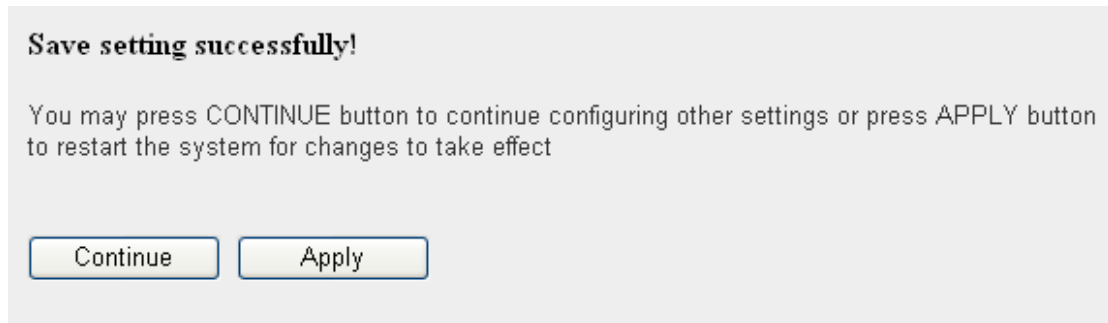 Save setting successfully!
You may press CONTINUE button to continue configuring other settings or press APPLY button
to restart the system for changes to take effect
Continue
Apply